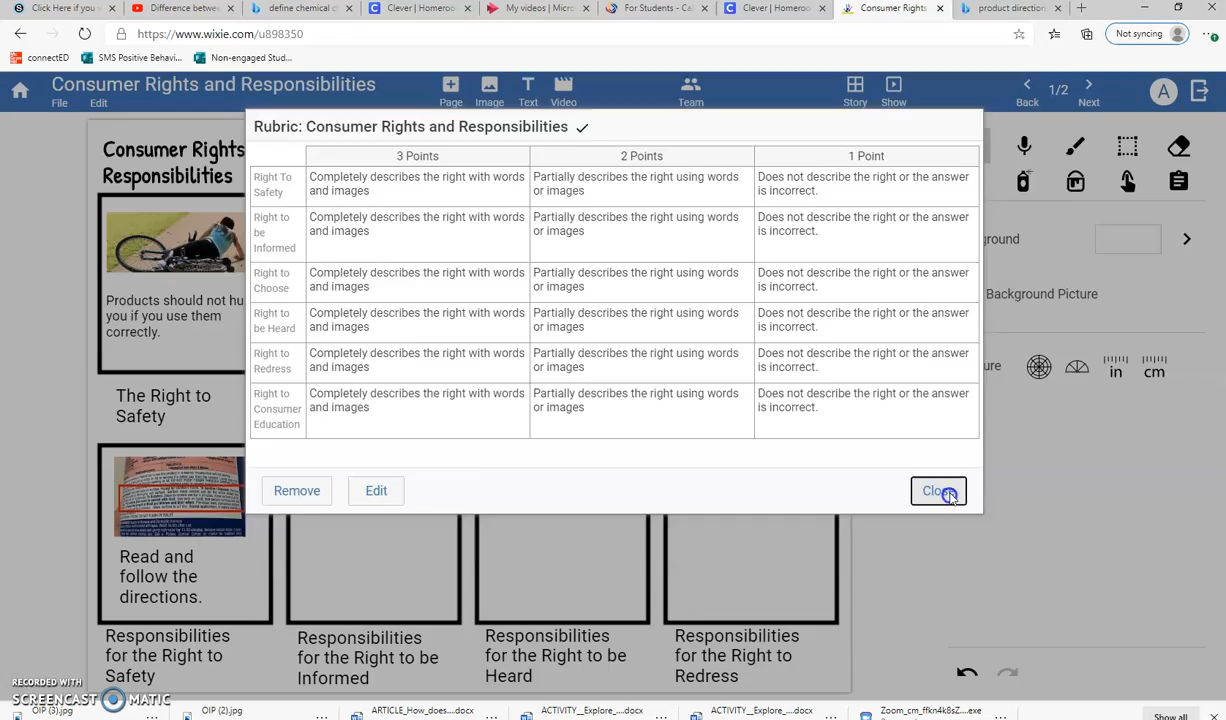 Click Here if you w
Difference betwee
define chemical c
Clever | Homeroo
My videos | Micro
For Students - Cal
Clever | Homeroo
Consumer Rights
product direction
https://www.wixie.com/u898350
Not syncing
connectED
SMS Positive Behavi...
Non-engaged Stud...
Consumer Rights and Responsibilities
File Edit
Page Image Text Video
Team
Story Show
Back 1/2 Next
A
Consumer Rights
Responsibilities
Products should not hu
you if you use them
correctly.
The Right to
Safety
Read and
follow the
directions.
Responsibilities
for the Right to
Safety
Responsibilities
for the Right to be
Informed
Responsibilities
for the Right to be
Heard
Responsibilities
for the Right to
Redress
Rubric: Consumer Rights and Responsibilities
3 Points 2 Points 1 Point
Right To Safety
Completely describes the right with words and images
Partially describes the right using words or images
Does not describe the right or the answer is incorrect.
Right to be Informed
Completely describes the right with words and images
Partially describes the right using words or images
Does not describe the right or the answer is incorrect.
Right to Choose
Completely describes the right with words and images
Partially describes the right using words or images
Does not describe the right or the answer is incorrect.
Right to be Heard
Completely describes the right with words and images
Partially describes the right using words or images
Does not describe the right or the answer is incorrect.
Right to Redress
Completely describes the right with words and images
Partially describes the right using words or images
Does not describe the right or the answer is incorrect.
Right to Consumer Education
Completely describes the right with words and images
Partially describes the right using words or images
Does not describe the right or the answer is incorrect.
Remove Edit Close
ground
Background Picture
ure
in cm
RECORDED WITH
SCREENCAST MATIC
OIP (3).jpg
OIP (2).jpg
ARTICLE_How_does....docx
ACTIVITY__Explore_....docx
ACTIVITY__Explore_....docx
Zoom_cm_ffkn4k8sZ....exe
Show all